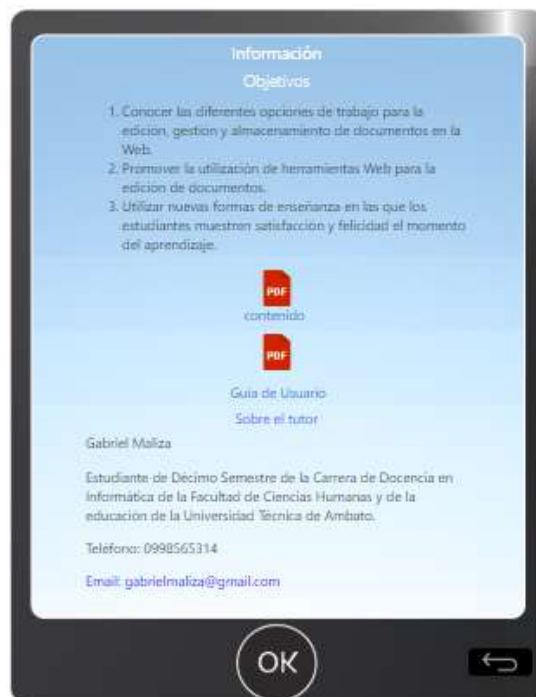 Información
Objetivos
1. Conocer las diferentes opciones de trabajo para la
edición, gestion y almacenamiento de documentos en la
Web.
2. Promover la utilización de herramientas Web para la
edicion de documentos.
3. Utilizar nuevas formas de enseñanza en las que los
estudiantes muestren satisfacción y felicidad el momento
del aprendizaje.
PDF
contenido
PDF
Guia de Usuario
Sobre el tutor
Gabriel Maliza
Estudiante de Décimo Semestre de la Carrera de Docencia en
Informática de la Facultad de Ciencias Humanas y de la
educación de la Universidad Técnica de Ambato.
Teléfono: 0998565314
Email: gabrielmaliza@gmail.com
OK